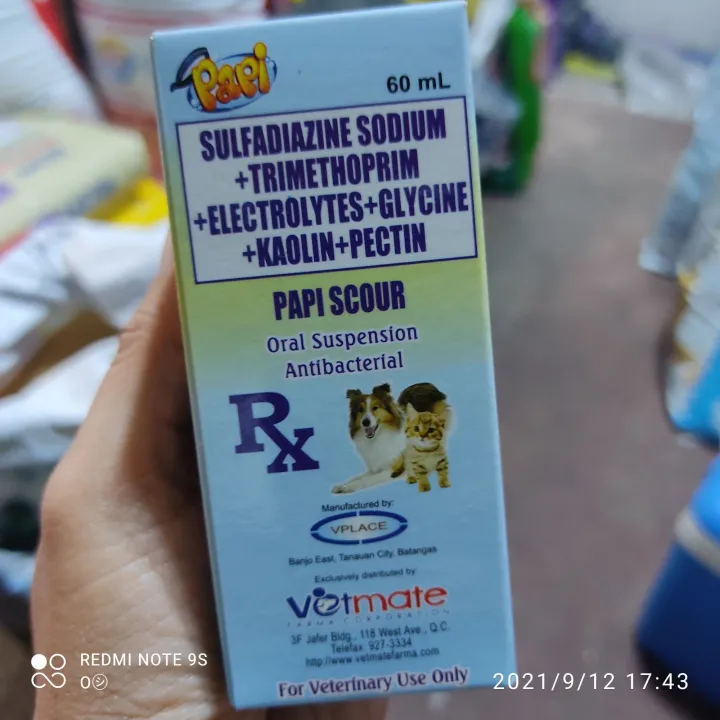 Papi
60 mL
SULFADIAZINE SODIUM
+TRIMETHOPRIM
+ELECTROLYTES+GLYCINE
+KAOLIN+PECTIN
PAPI SCOUR
Oral Suspension
Antibacterial
Rx
Manufactured by:
VPLACE
Banjo East, Tanauan City, Batangas
Exclusively distributed by:
Vetmate
FARMA CORPORATION
3F Jafer Bldg., 118 West Ave., Q.C.
Telefax: 927-3334
http://www.vetmatefarma.com
For Veterinary Use Only
REDMI NOTE 9S
2021/9/12 17:43